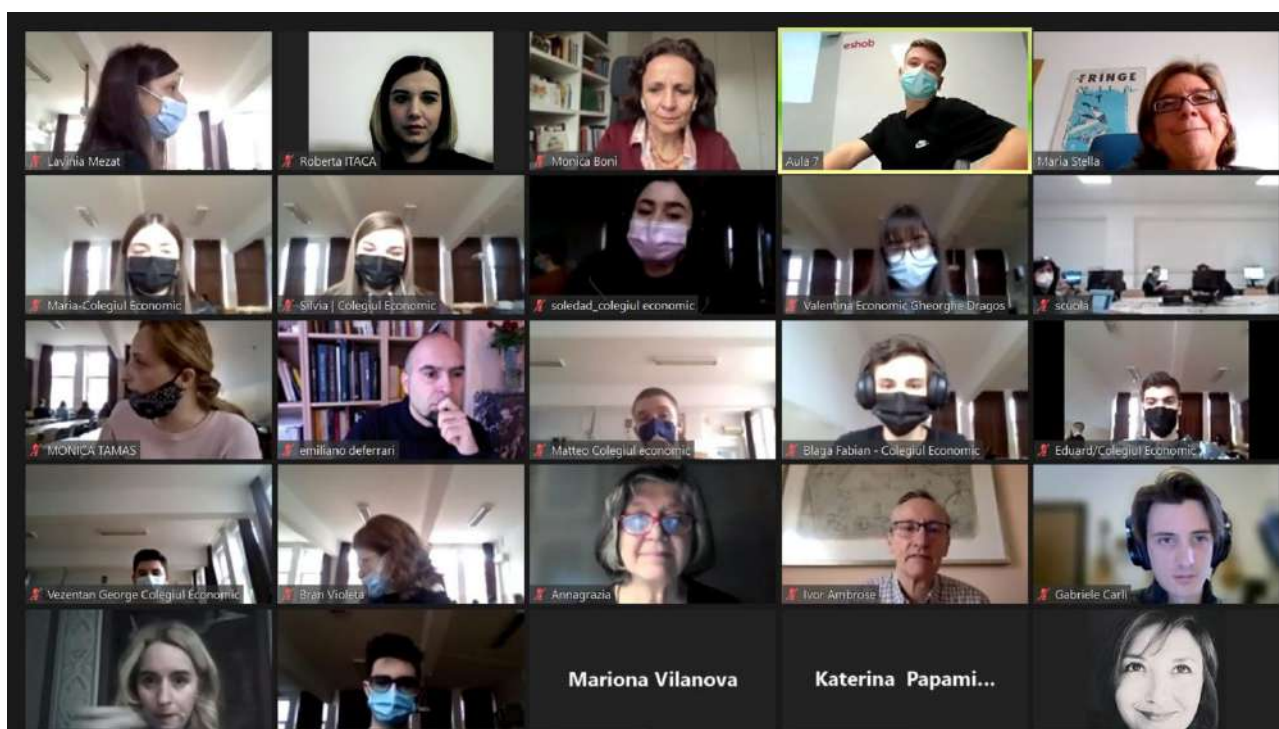 Lavinia Mezat
Roberta ITACA
Monica Boni
eshob
Aula 7
FRINGE
Maria Stella
Maria-Colegiul Economic
Silvia | Colegiul Economic
soledad_colegiul economic
Valentina Economic Gheorghe Dragos
scuola
MONICA TAMAS
emiliano deferrari
Matteo Colegiul economic
Blaga Fabian - Colegiul Economic
Eduard/Colegiul Economic
Vezentan George Colegiul Economic
Bran Violeta
Annagrazia
Ivor Ambrose
Gabriele Carli
Mariona Vilanova
Katerina Papami...